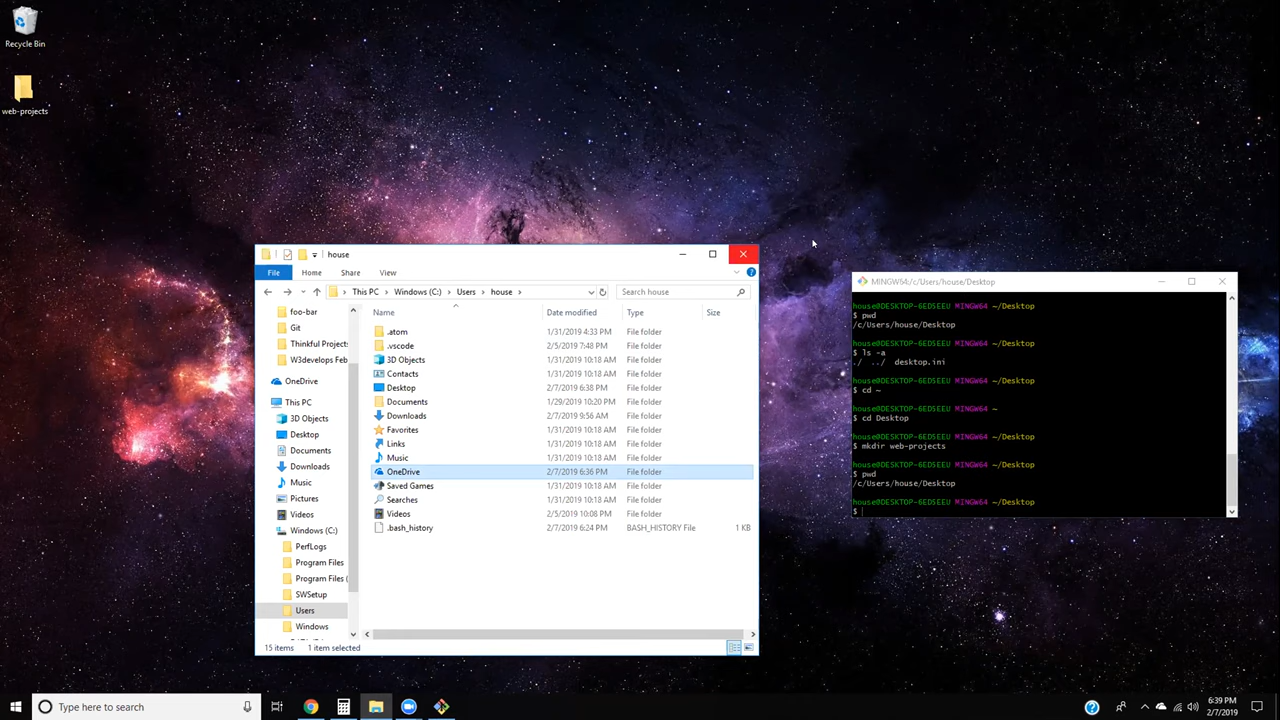 Recycle Bin
web-projects
house
File
Home
Share
View
This PC
Windows (C:)
Users
house
Search house
foo-bar
Git
Thinkful Projects
W3develops Feb
OneDrive
This PC
3D Objects
Desktop
Documents
Downloads
Music
Pictures
Videos
Windows (C:)
PerfLogs
Program Files
Program Files (
SWSetup
Users
Windows
Name Date modified Type Size
.atom 1/31/2019 4:33 PM File folder
.vscode 2/5/2019 7:48 PM File folder
3D Objects 1/31/2019 10:18 AM File folder
Contacts 1/31/2019 10:18 AM File folder
Desktop 2/7/2019 6:38 PM File folder
Documents 1/29/2019 10:20 PM File folder
Downloads 2/7/2019 9:56 AM File folder
Favorites 1/31/2019 10:18 AM File folder
Links 1/31/2019 10:18 AM File folder
Music 1/31/2019 10:18 AM File folder
OneDrive 2/7/2019 6:36 PM File folder
Saved Games 1/31/2019 10:18 AM File folder
Searches 1/31/2019 10:18 AM File folder
Videos 2/5/2019 10:08 PM File folder
.bash_history 2/7/2019 6:24 PM BASH_HISTORY File 1 KB
15 items 1 item selected
MINGW64:/c/Users/house/Desktop
house@DESKTOP-6ED5EEU MINGW64 ~/Desktop
$ pwd
/c/Users/house/Desktop
house@DESKTOP-6ED5EEU MINGW64 ~/Desktop
$ ls -a
./ ../ desktop.ini
house@DESKTOP-6ED5EEU MINGW64 ~/Desktop
$ cd ~
house@DESKTOP-6ED5EEU MINGW64 ~
$ cd Desktop
house@DESKTOP-6ED5EEU MINGW64 ~/Desktop
$ mkdir web-projects
house@DESKTOP-6ED5EEU MINGW64 ~/Desktop
$ pwd
/c/Users/house/Desktop
house@DESKTOP-6ED5EEU MINGW64 ~/Desktop
$
Type here to search
6:39 PM
2/7/2019